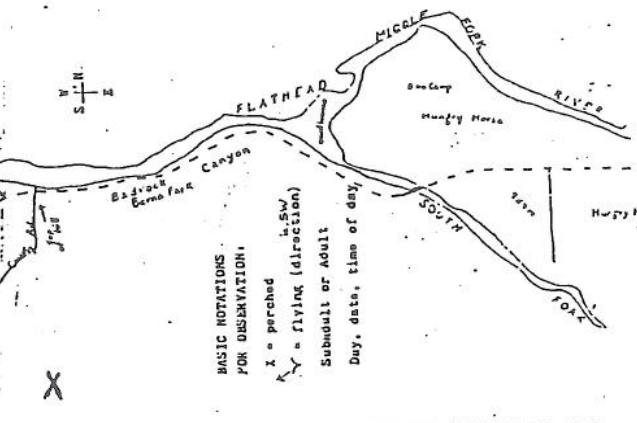 N
W
E
S
FLATHEAD
MIDDLE
FORK
RIVER
Hungry Horse
Canyon
Bedrock
SOUTH
FORK
BASIC NOTATIONS
FOR OBSERVATION:
X = perched
Y = flying (direction)
Subadult or Adult
Day, date, time of day,
X